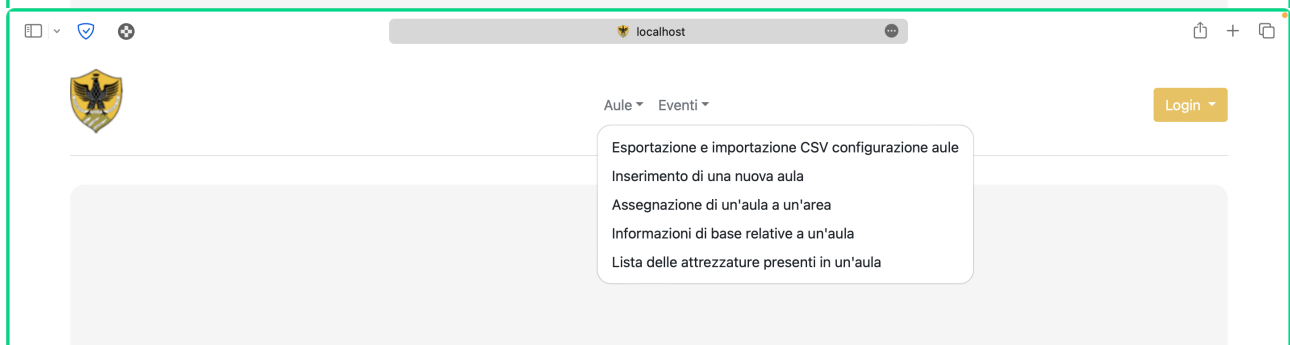 localhost
Aule Eventi
Login
Esportazione e importazione CSV configurazione aule
Inserimento di una nuova aula
Assegnazione di un'aula a un'area
Informazioni di base relative a un'aula
Lista delle attrezzature presenti in un'aula